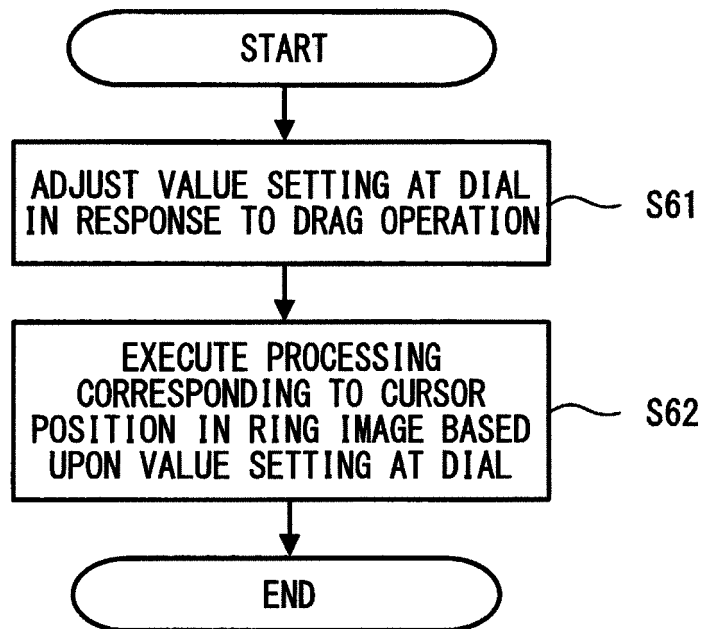 START
ADJUST VALUE SETTING AT DIAL
IN RESPONSE TO DRAG OPERATION
S61
EXECUTE PROCESSING
CORRESPONDING TO CURSOR
POSITION IN RING IMAGE BASED
UPON VALUE SETTING AT DIAL
S62
END